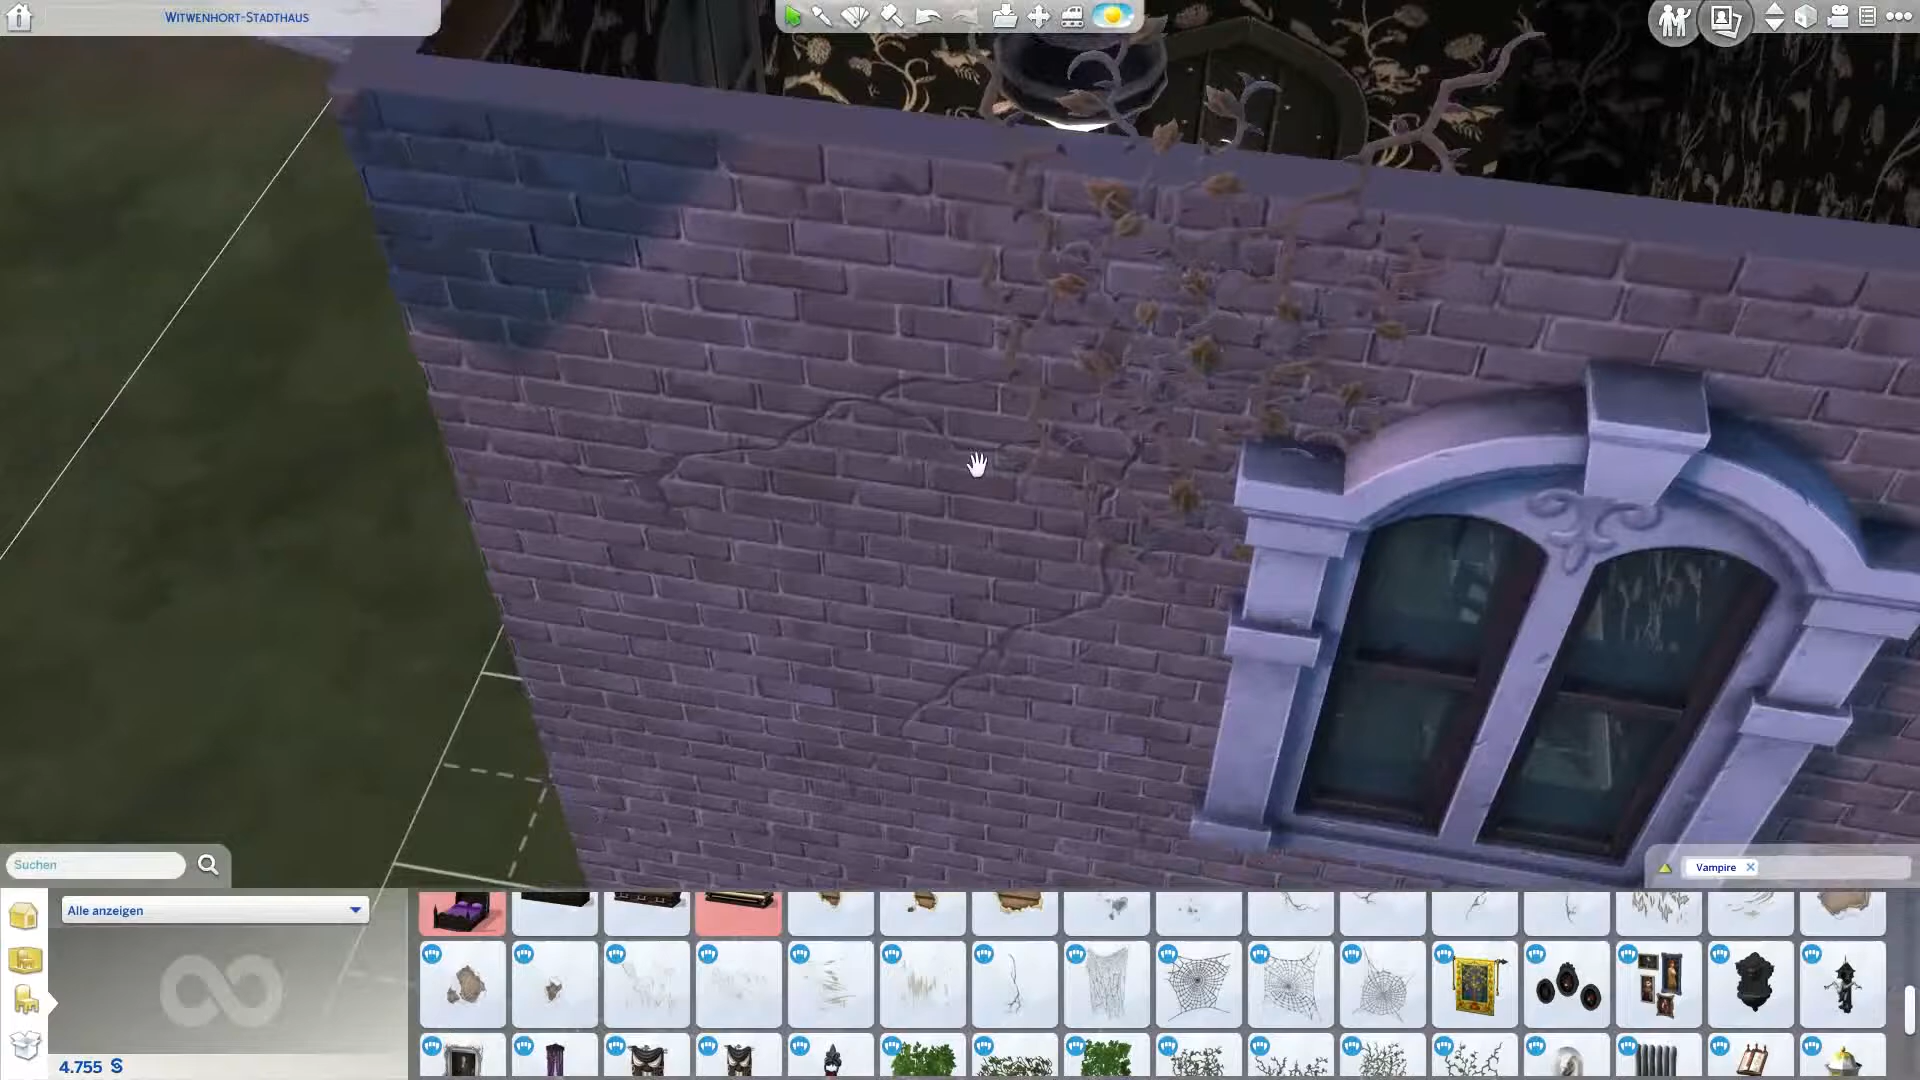 Witwenhort-Stadthaus
Suchen
Vampire
Alle anzeigen
4.755 S